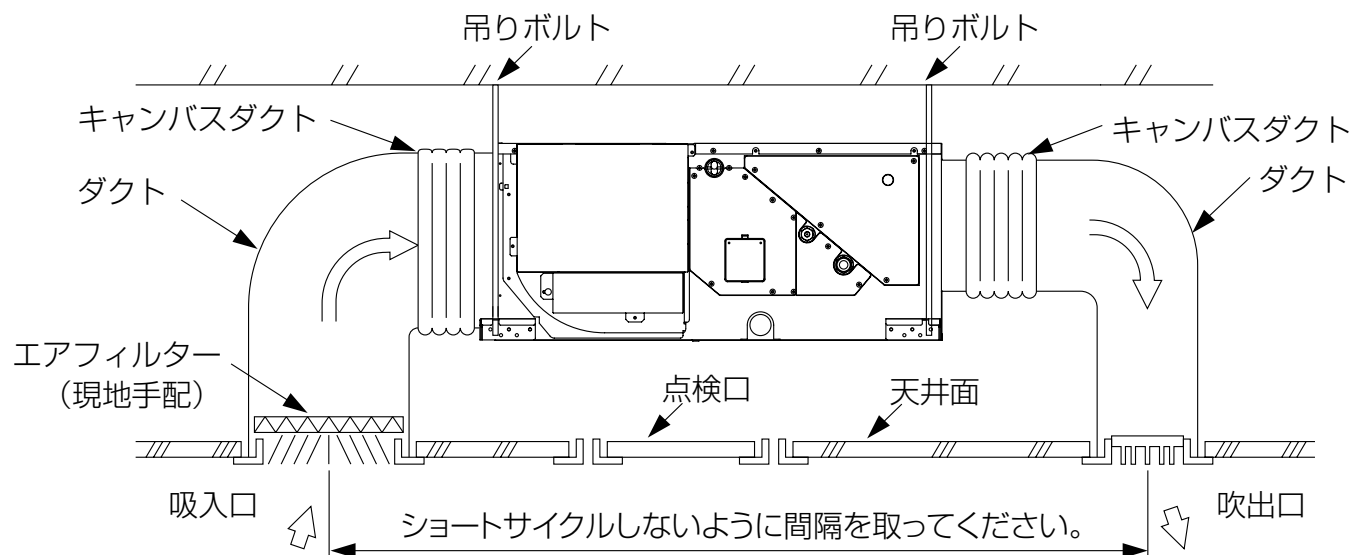 吊りボルト
吊りボルト
キャンバスダクト
キャンバスダクト
ダクト
ダクト
エアフィルター
（現地手配）
点検口
天井面
吸入口
吹出口
ショートサイクルしないように間隔を取ってください。